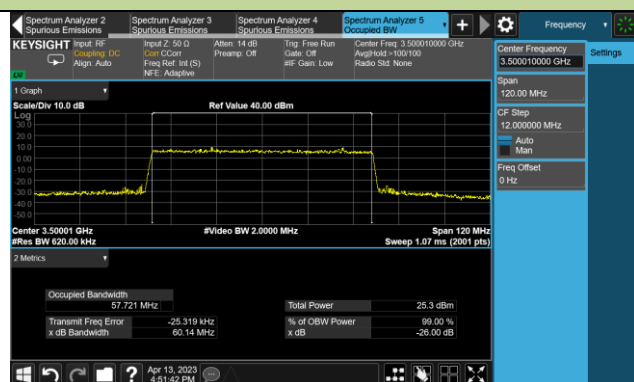 Spectrum Analyzer 2
Spurious Emissions
Spectrum Analyzer 3
Spurious Emissions
Spectrum Analyzer 4
Spurious Emissions
Spectrum Analyzer 5
Occupied BW
Frequency
KEYSIGHT
Input: RF
Coupling: DC
Align: Auto
Input Z: 50 Ω
Corr CCorr
Freq Ref: Int (S)
NFE: Adaptive
Atten: 14 dB
Preamp: Off
Trig: Free Run
Gate: Off
#IF Gain: Low
Center Freq: 3.500010000 GHz
Avg|Hold:>100/100
Radio Std: None
Center Frequency
3.500010000 GHz
Settings
Span
120.00 MHz
CF Step
12.000000 MHz
Auto
Man
Freq Offset
0 Hz
1 Graph
Scale/Div 10.0 dB
Ref Value 40.00 dBm
Log
30.0
20.0
10.0
0.00
-10.0
-20.0
-30.0
-40.0
-50.0
Center 3.50001 GHz
#Video BW 2.0000 MHz
Span 120 MHz
#Res BW 620.00 kHz
Sweep 1.07 ms (2001 pts)
2 Metrics
Occupied Bandwidth
57.721 MHz
Total Power
25.3 dBm
Transmit Freq Error
-25.319 kHz
% of OBW Power
99.00 %
x dB Bandwidth
60.14 MHz
x dB
-26.00 dB
Apr 13, 2023
4:51:42 PM